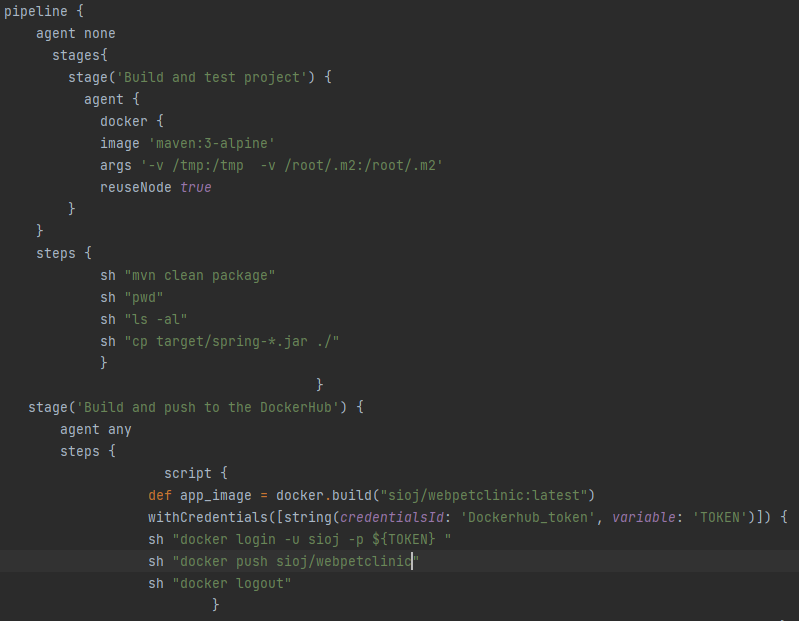 pipeline {
    agent none
      stages{
        stage('Build and test project') {
          agent {
            docker {
            image 'maven:3-alpine'
            args '-v /tmp:/tmp  -v /root/.m2:/root/.m2'
            reuseNode true
        }
    }
    steps {
            sh "mvn clean package"
            sh "pwd"
            sh "ls -al"
            sh "cp target/spring-*.jar ./"
            }
                                       }
   stage('Build and push to the DockerHub') {
       agent any
       steps {
                    script {
                  def app_image = docker.build("sioj/webpetclinic:latest")
                  withCredentials([string(credentialsId: 'Dockerhub_token', variable: 'TOKEN')]) {
                  sh "docker login -u sioj -p ${TOKEN} "
                  sh "docker push sioj/webpetclinic"
                  sh "docker logout"
                          }